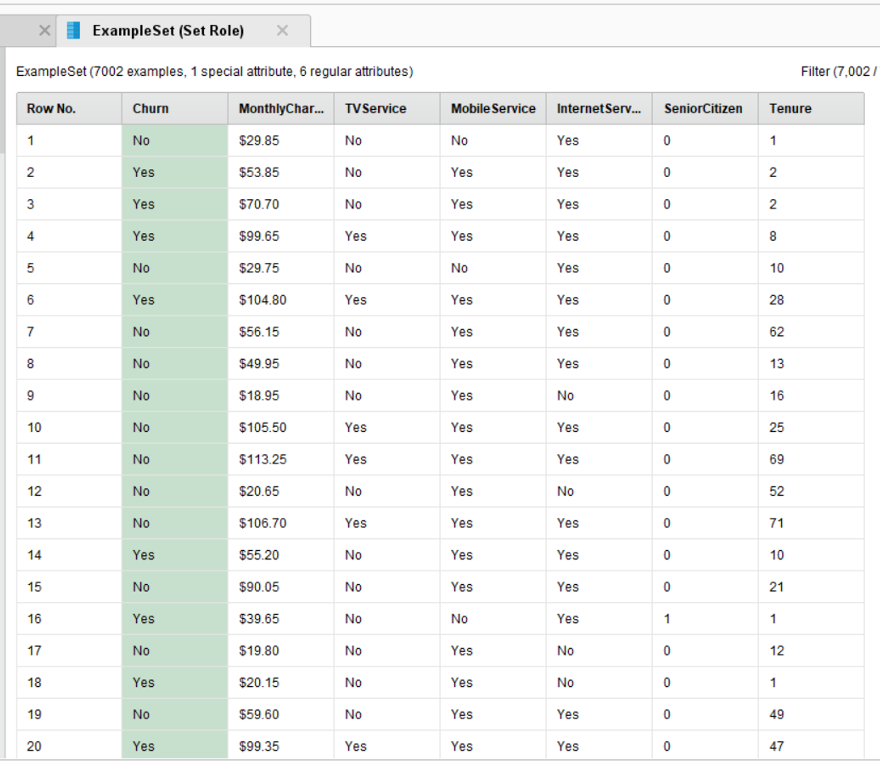 ExampleSet (Set Role)
ExampleSet (7002 examples, 1 special attribute, 6 regular attributes) Filter (7,002 /
Row No. Churn MonthlyChar... TVService MobileService InternetServ... SeniorCitizen Tenure
1 No $29.85 No No Yes 0 1
2 Yes $53.85 No Yes Yes 0 2
3 Yes $70.70 No Yes Yes 0 2
4 Yes $99.65 Yes Yes Yes 0 8
5 No $29.75 No No Yes 0 10
6 Yes $104.80 Yes Yes Yes 0 28
7 No $56.15 No Yes Yes 0 62
8 No $49.95 No Yes Yes 0 13
9 No $18.95 No Yes No 0 16
10 No $105.50 Yes Yes Yes 0 25
11 No $113.25 Yes Yes Yes 0 69
12 No $20.65 No Yes No 0 52
13 No $106.70 Yes Yes Yes 0 71
14 Yes $55.20 No Yes Yes 0 10
15 No $90.05 No Yes Yes 0 21
16 Yes $39.65 No No Yes 1 1
17 No $19.80 No Yes No 0 12
18 Yes $20.15 No Yes No 0 1
19 No $59.60 No Yes Yes 0 49
20 Yes $99.35 Yes Yes Yes 0 47